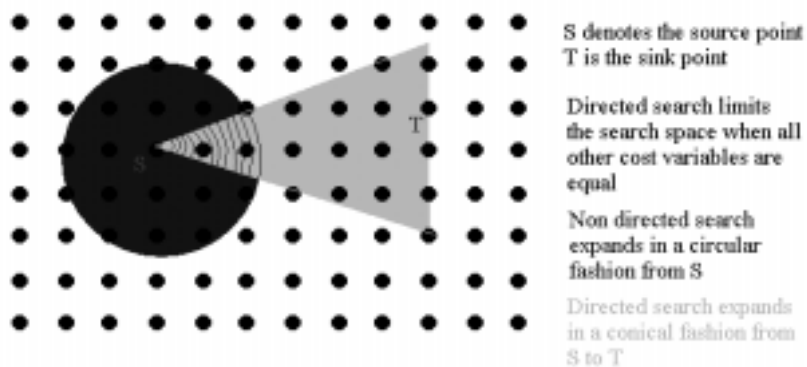 S denotes the source point
T is the sink point
T
Directed search limits
the search space when all
other cost variables are
equal
S
Non directed search
expands in a circular
fashion from S
Directed search expands
in a conical fashion from
S to T